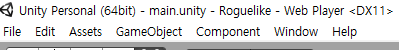 Unity Personal (64bit) - main.unity - Roguelike - Web Player <DX11>
File Edit Assets GameObject Component Window Help